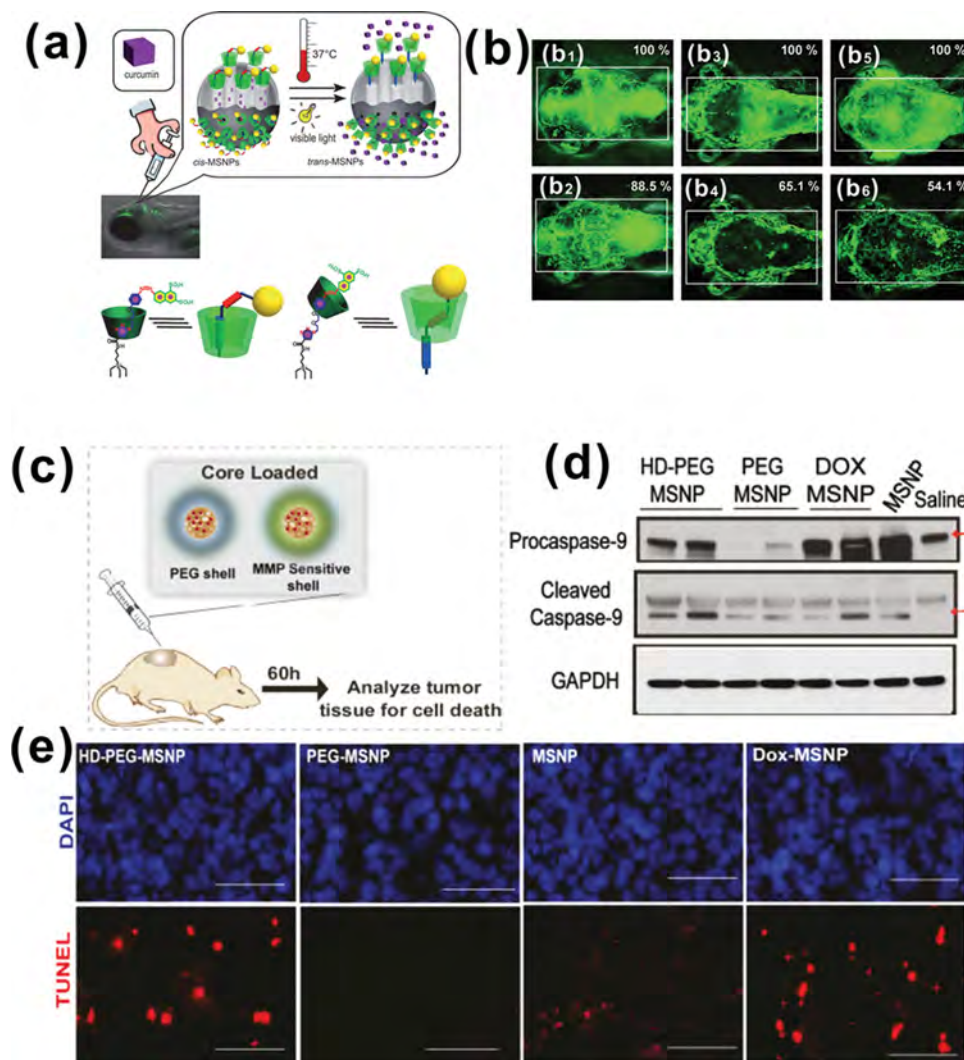 (a)
curcumin
37°C
visible light
cis-MSNPs
trans-MSNPs
SO₃H
SO₃H
(b)
(b1)
100 %
(b3)
100 %
(b5)
100 %
(b2)
88.5 %
(b4)
65.1 %
(b6)
54.1 %
(c)
Core Loaded
PEG shell
MMP Sensitive
shell
60h
Analyze tumor
tissue for cell death
(d)
HD-PEG
MSNP
PEG
MSNP
DOX
MSNP
MSNP
Saline
Procaspase-9
Cleaved
Caspase-9
GAPDH
(e)
HD-PEG-MSNP
PEG-MSNP
MSNP
Dox-MSNP
DAPI
TUNEL